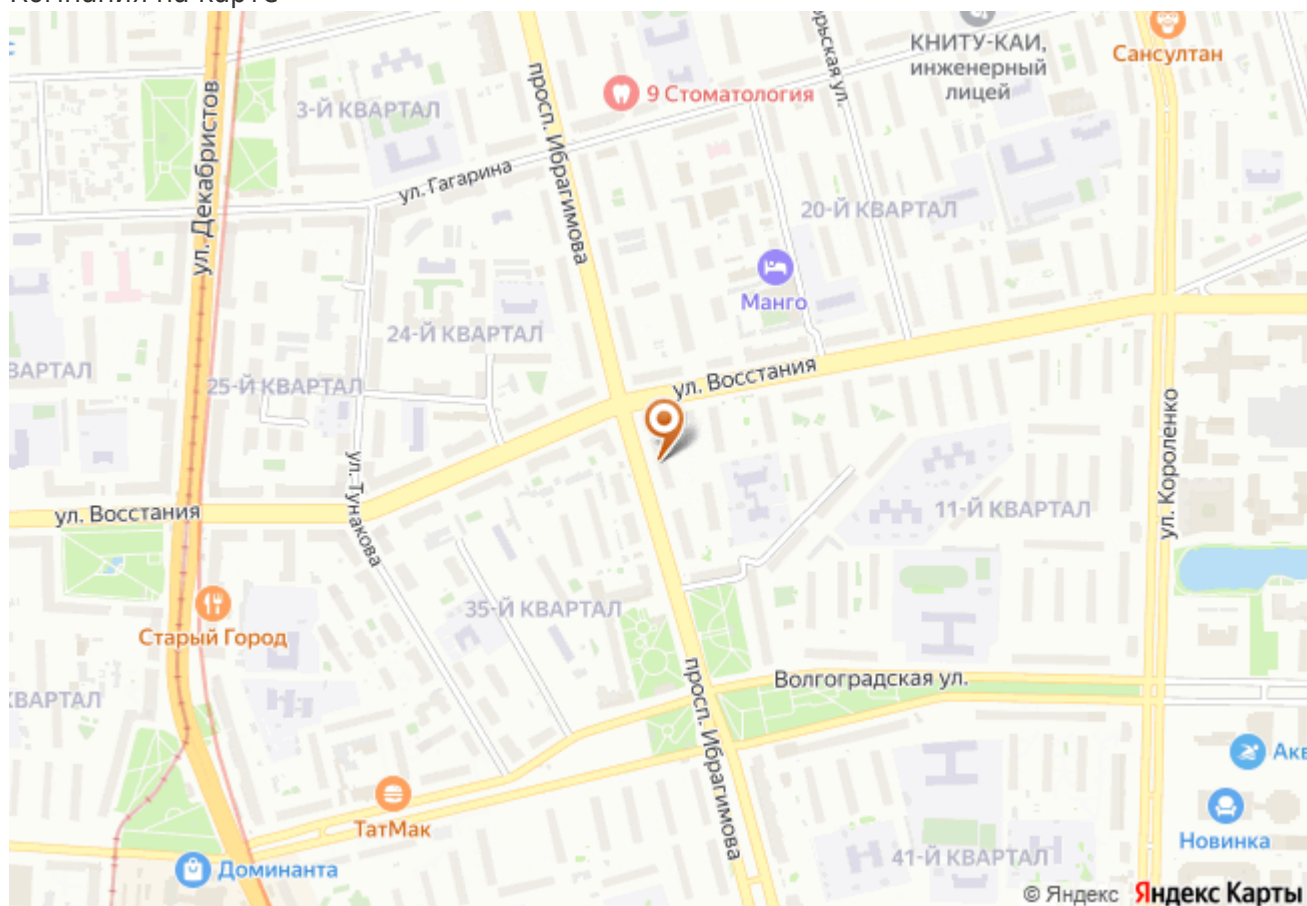 Компания на карте
КНИТУ-КАИ,
инженерный
лицей
Сансултан
9 Стоматология
3-Й КВАРТАЛ
просп. Ибрагимова
ул. Декабристов
ул. Гагарина
20-Й КВАРТАЛ
Манго
24-Й КВАРТАЛ
ул. Восстания
25-Й КВАРТАЛ
ул. Тунакова
ул. Короленко
11-Й КВАРТАЛ
ул. Восстания
35-Й КВАРТАЛ
Старый Город
Волгоградская ул.
просп. Ибрагимова
ТатМак
Новинка
41-Й КВАРТАЛ
Доминанта
© Яндекс Яндекс Карты